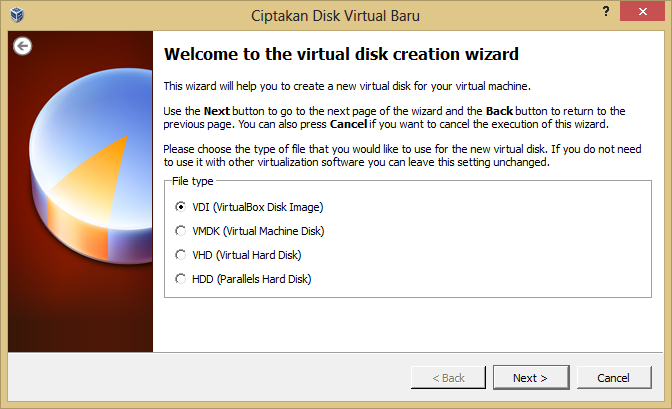 Ciptakan Disk Virtual Baru
Welcome to the virtual disk creation wizard
This wizard will help you to create a new virtual disk for your virtual machine.
Use the Next button to go to the next page of the wizard and the Back button to return to the
previous page. You can also press Cancel if you want to cancel the execution of this wizard.
Please choose the type of file that you would like to use for the new virtual disk. If you do not need
to use it with other virtualization software you can leave this setting unchanged.
File type
VDI (VirtualBox Disk Image)
VMDK (Virtual Machine Disk)
VHD (Virtual Hard Disk)
HDD (Parallels Hard Disk)
< Back Next > Cancel